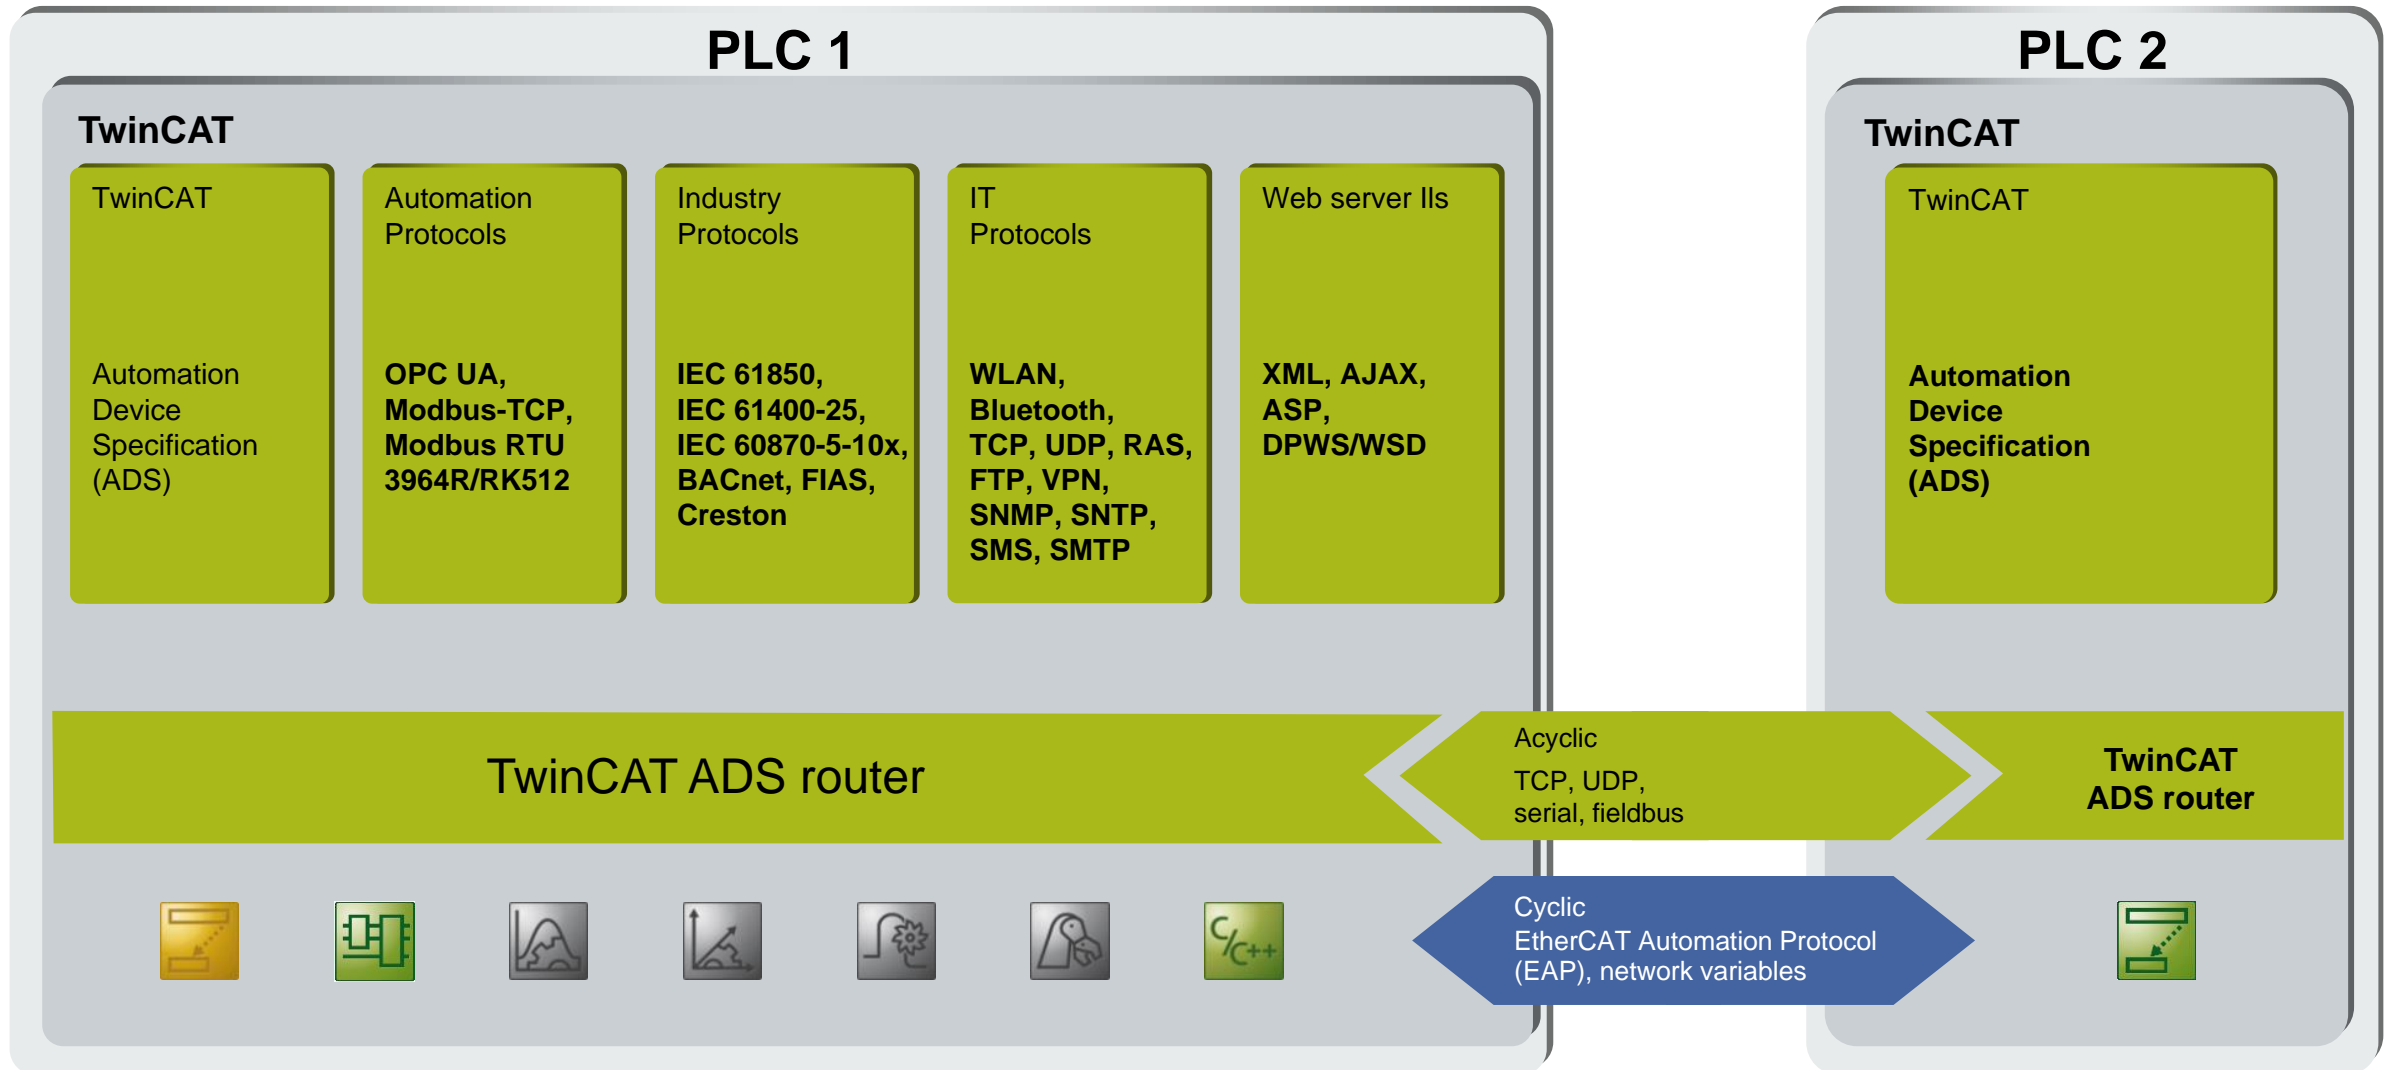 PLC 1
TwinCAT
TwinCAT
Automation
Device
Specification
(ADS)
Automation
Protocols
OPC UA,
Modbus-TCP,
Modbus RTU
3964R/RK512
Industry
Protocols
IEC 61850,
IEC 61400-25,
IEC 60870-5-10x,
BACnet, FIAS,
Creston
IT
Protocols
WLAN,
Bluetooth,
TCP, UDP, RAS,
FTP, VPN,
SNMP, SNTP,
SMS, SMTP
Web server IIs
XML, AJAX,
ASP,
DPWS/WSD
TwinCAT ADS router
C/C++
Acyclic
TCP, UDP,
serial, fieldbus
Cyclic
EtherCAT Automation Protocol
(EAP), network variables
PLC 2
TwinCAT
TwinCAT
Automation
Device
Specification
(ADS)
TwinCAT
ADS router